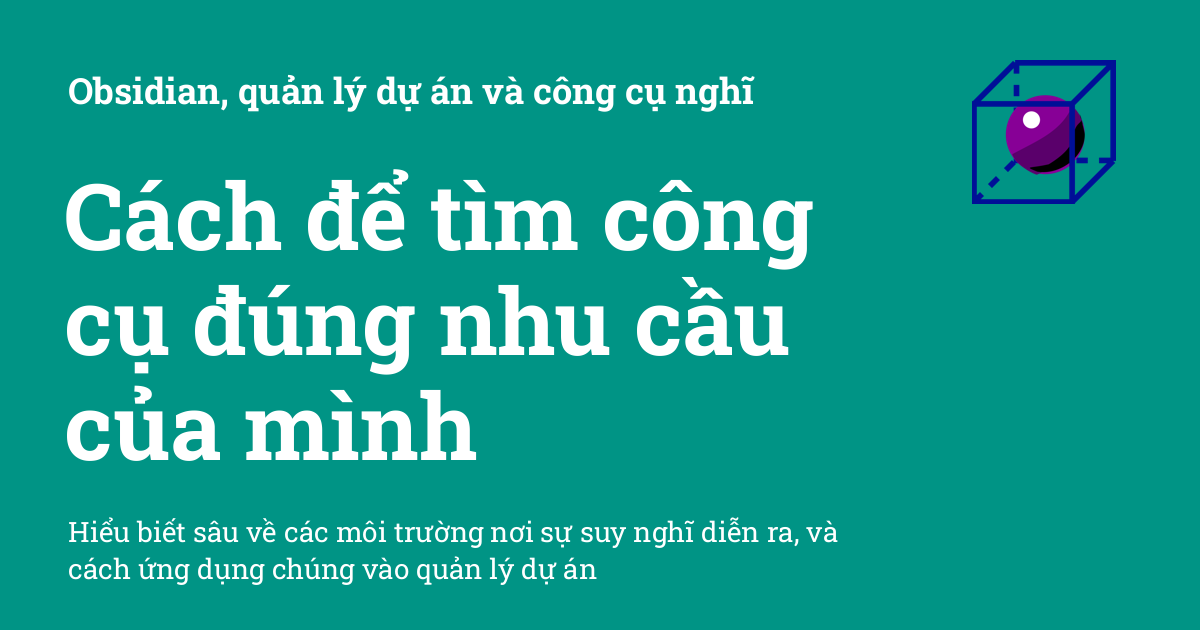 Obsidian, quản lý dự án và công cụ nghĩ
Cách để tìm công
cụ đúng nhu cầu
của mình
Hiểu biết sâu về các môi trường nơi sự suy nghĩ diễn ra, và
cách ứng dụng chúng vào quản lý dự án